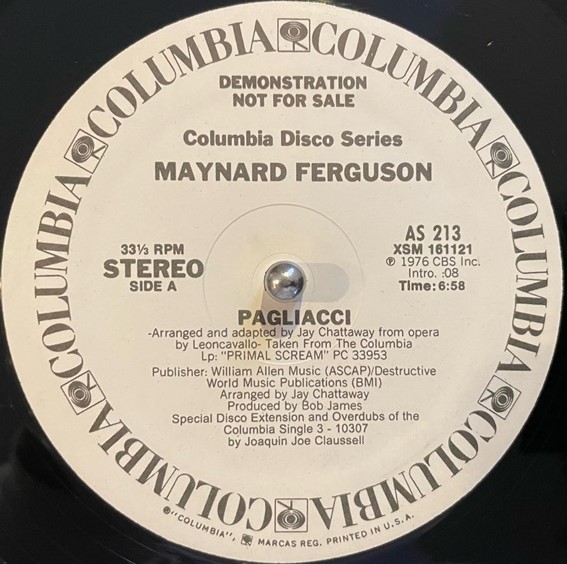 COLUMBIA COLUMBIA COLUMBIA COLUMBIA COLUMBIA COLUMBIA COLUMBIA COLUMBIA
DEMONSTRATION
NOT FOR SALE
Columbia Disco Series
MAYNARD FERGUSON
33⅓ RPM
STEREO
SIDE A
AS 213
XSM 161121
℗ 1976 CBS Inc.
Intro. :08
Time: 6:58
PAGLIACCI
-Arranged and adapted by Jay Chattaway from opera
by Leoncavallo- Taken From The Columbia
Lp: "PRIMAL SCREAM" PC 33953
Publisher: William Allen Music (ASCAP)/Destructive
World Music Publications (BMI)
Arranged by Jay Chattaway
Produced by Bob James
Special Disco Extension and Overdubs of the
Columbia Single 3 - 10307
by Joaquin Joe Claussell
®"COLUMBIA", MARCAS REG. PRINTED IN U.S.A.